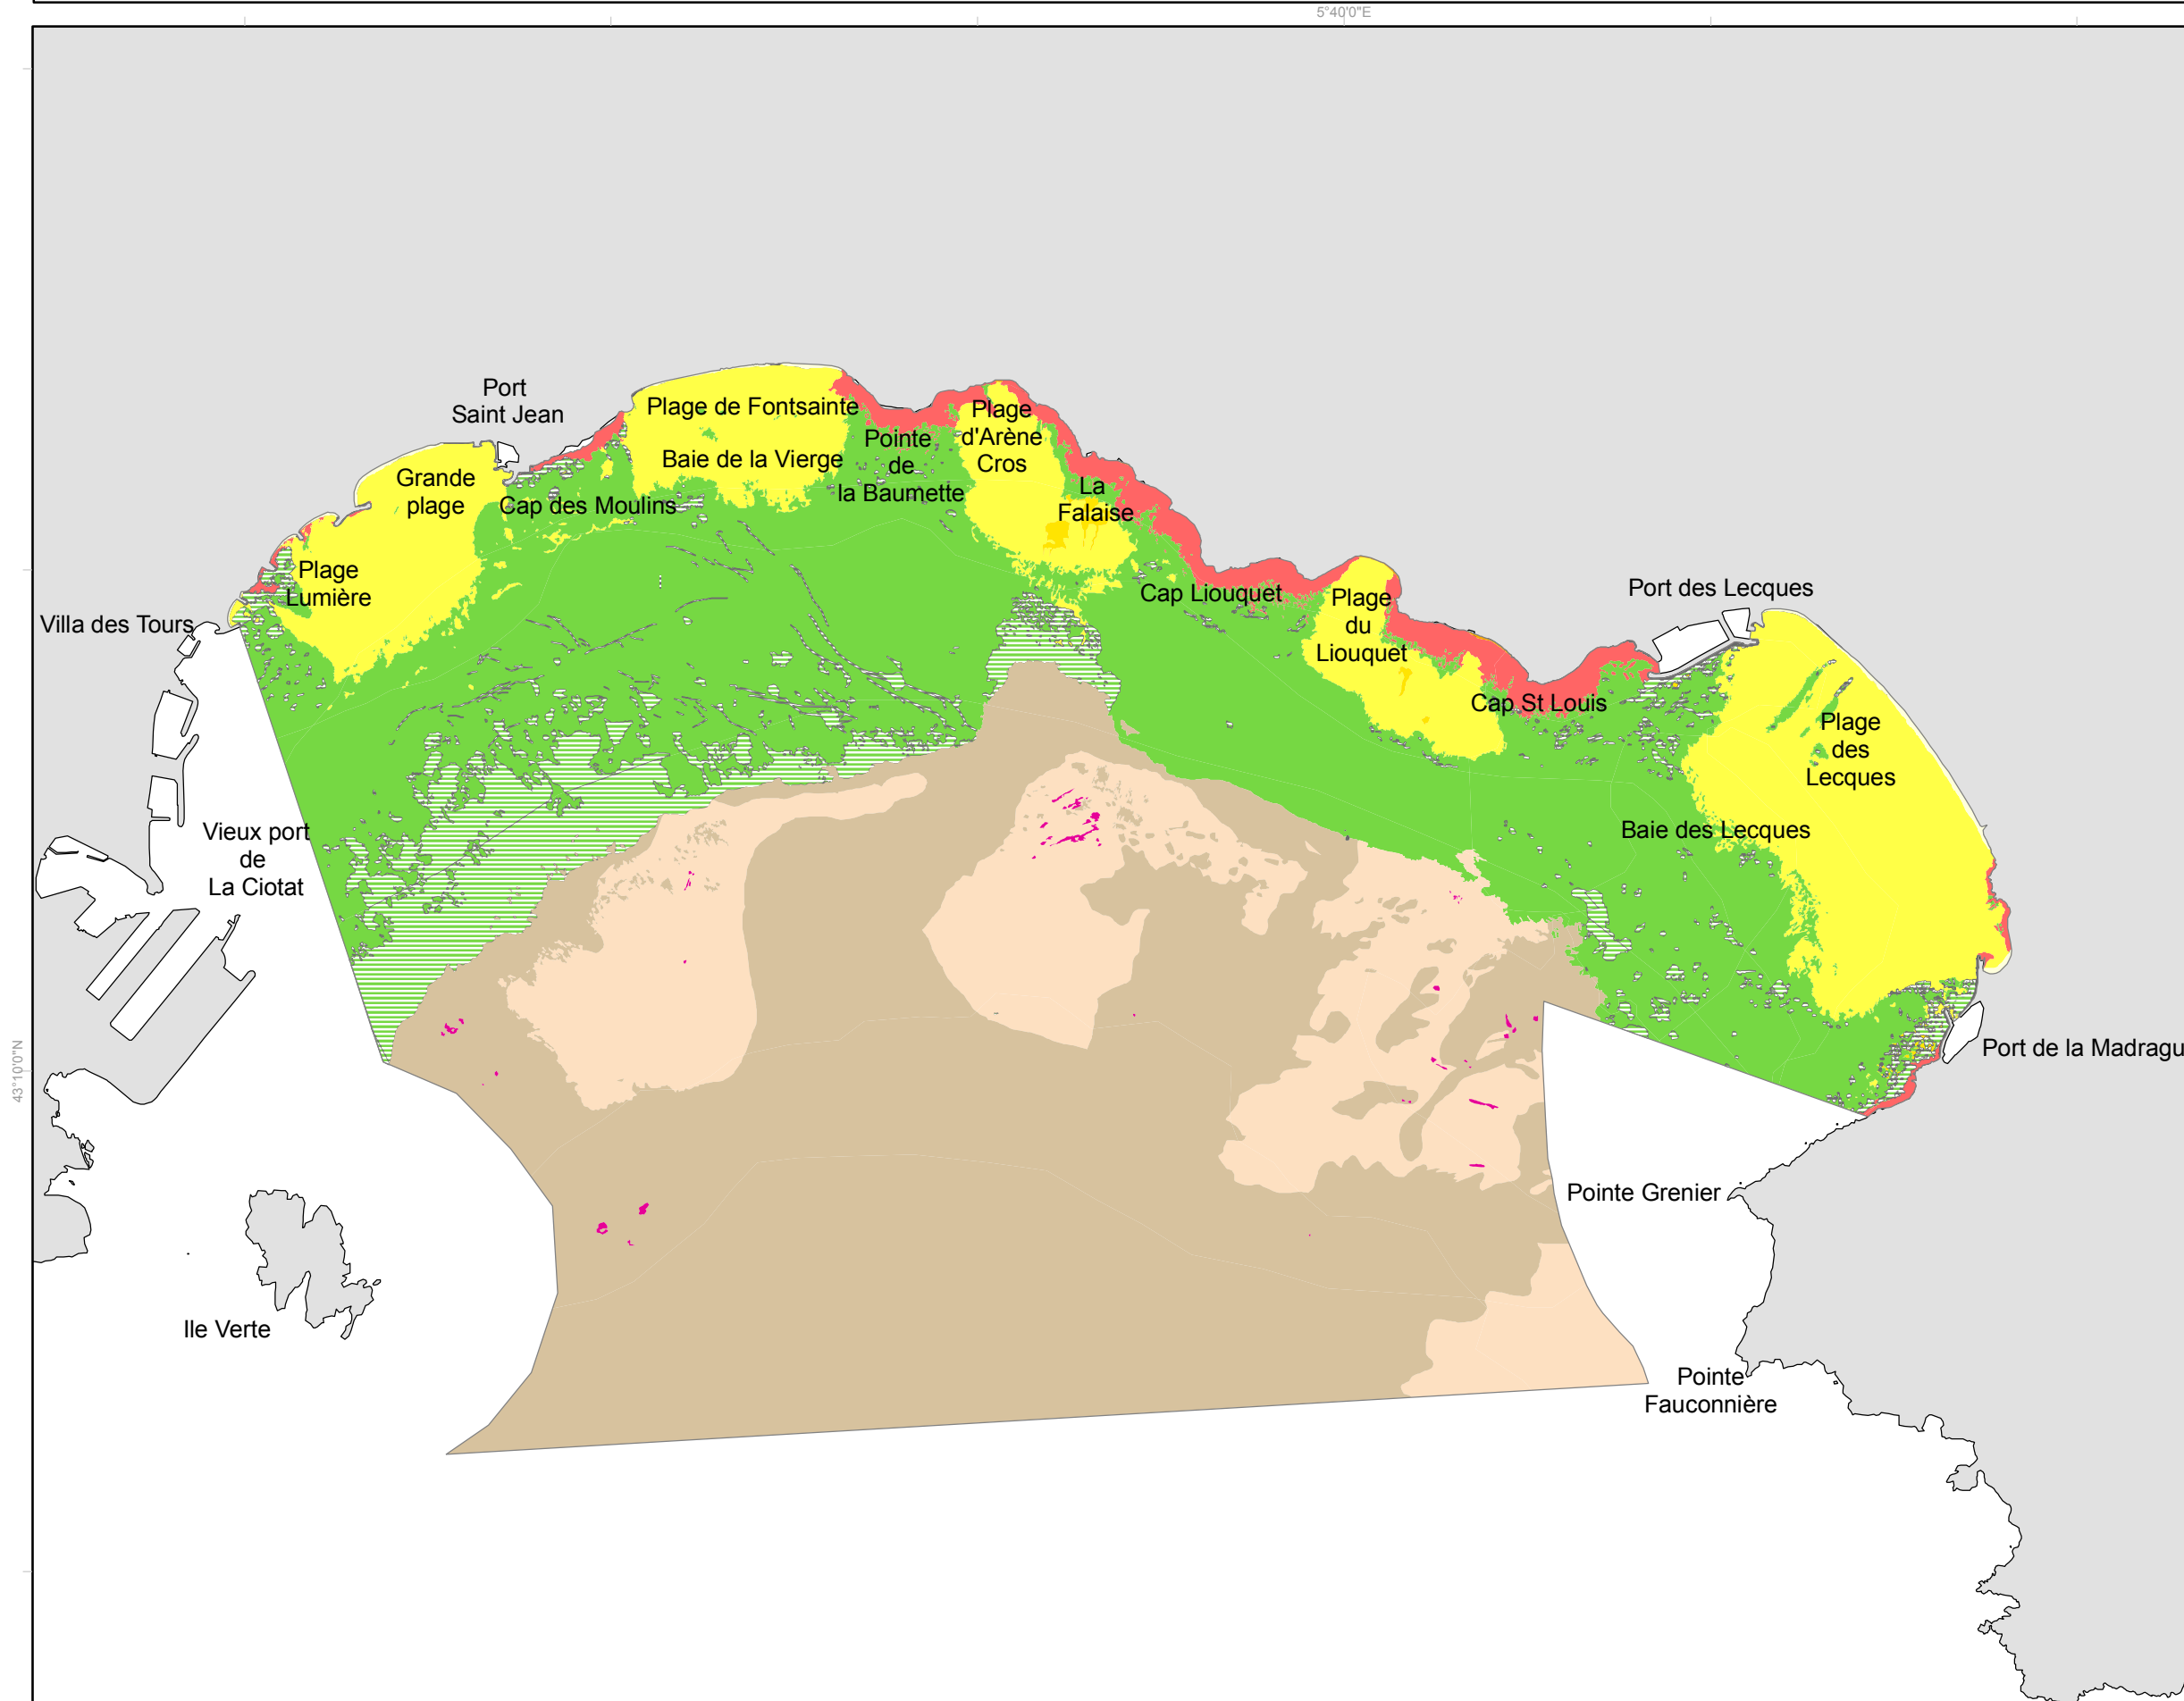 5°40'0"E
Port
Saint Jean
Plage de Fontsainte
Plage
d'Arène
Cros
Pointe
de
la Baumette
Baie de la Vierge
Grande
plage
Cap des Moulins
La
Falaise
Plage
Lumière
Villa des Tours
Cap Liouquet
Plage
du
Liouquet
Port des Lecques
Cap St Louis
Plage
des
Lecques
Baie des Lecques
Vieux port
de
La Ciotat
43°10'0"N
Port de la Madragu
Pointe Grenier
Ile Verte
Pointe
Fauconnière